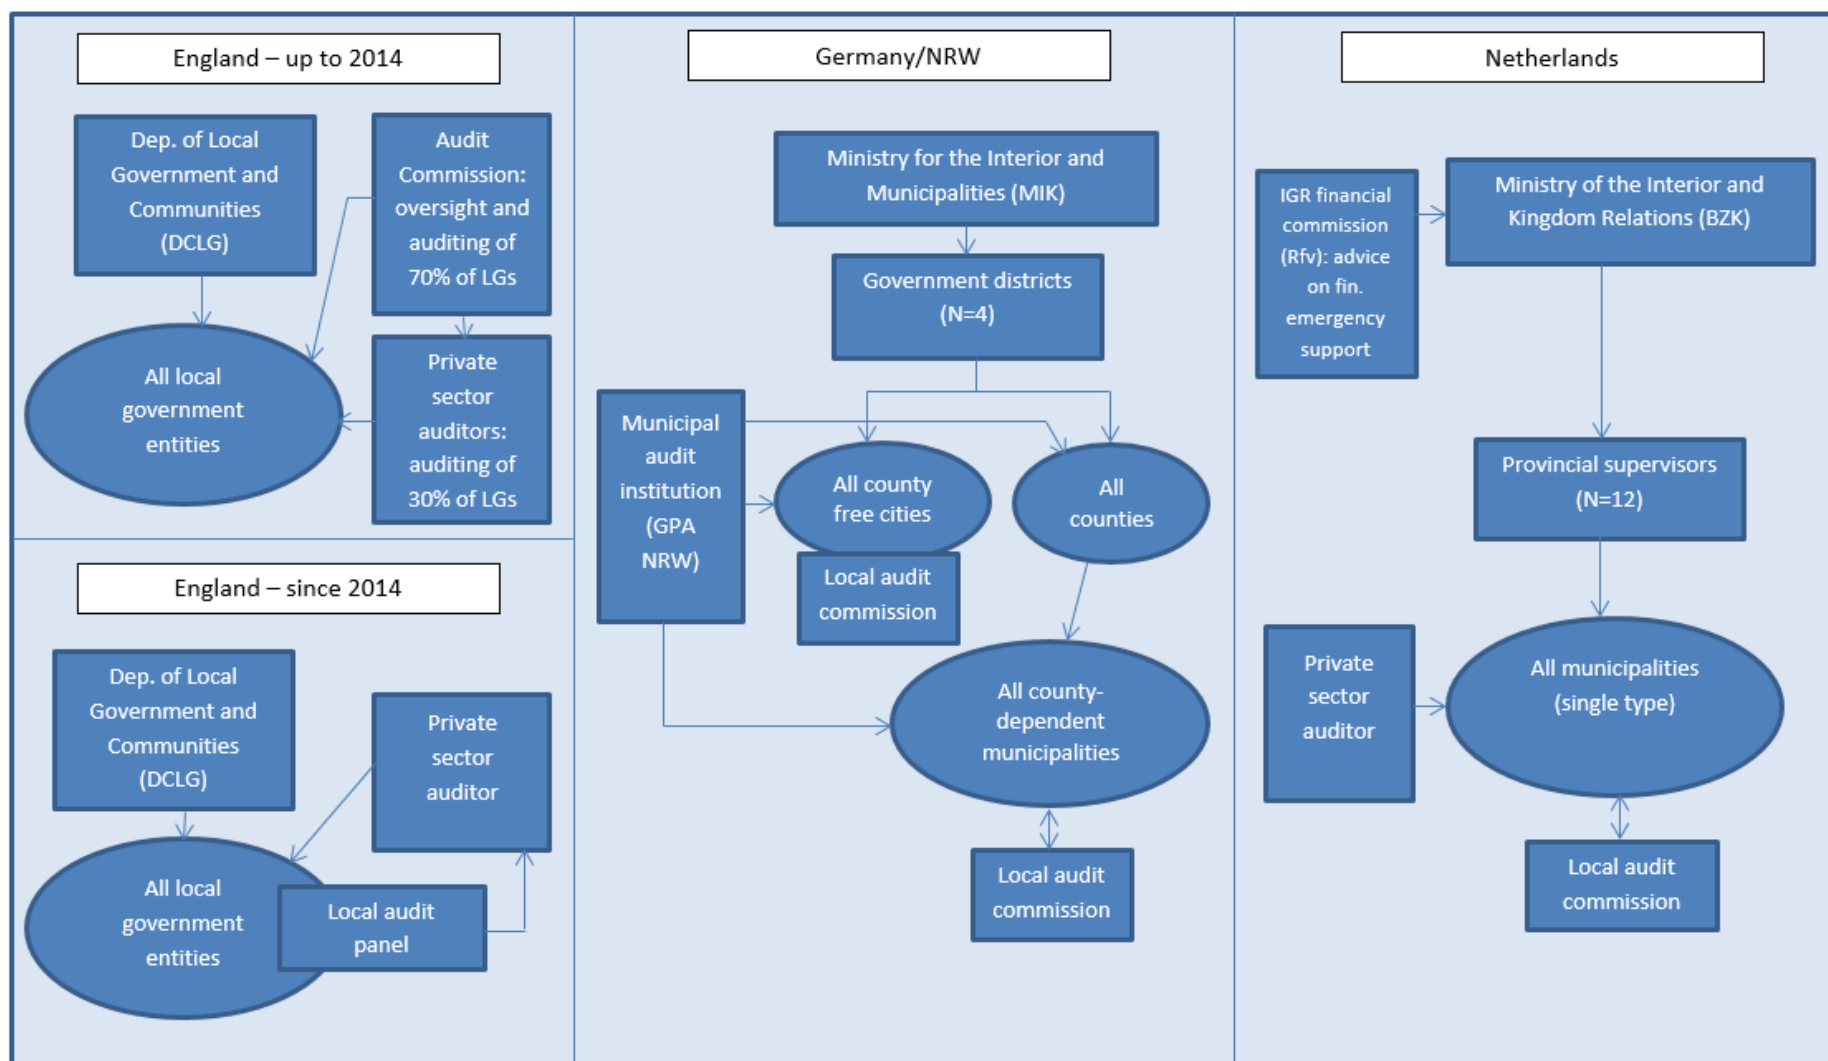 England – up to 2014
Dep. of Local
Government and
Communities
(DCLG)
Audit
Commission:
oversight and
auditing of
70% of LGs
All local
government
entities
Private
sector
auditors:
auditing of
30% of LGs
England – since 2014
Dep. of Local
Government and
Communities
(DCLG)
Private
sector
auditor
All local
government
entities
Local audit
panel
Germany/NRW
Ministry for the Interior and
Municipalities (MIK)
Government districts
(N=4)
Municipal
audit
institution
(GPA
NRW)
All county
free cities
All
counties
Local audit
commission
All county-
dependent
municipalities
Local audit
commission
Netherlands
IGR financial
commission
(Rfv): advice
on fin.
emergency
support
Ministry of the Interior and
Kingdom Relations (BZK)
Provincial supervisors
(N=12)
Private
sector
auditor
All municipalities
(single type)
Local audit
commission